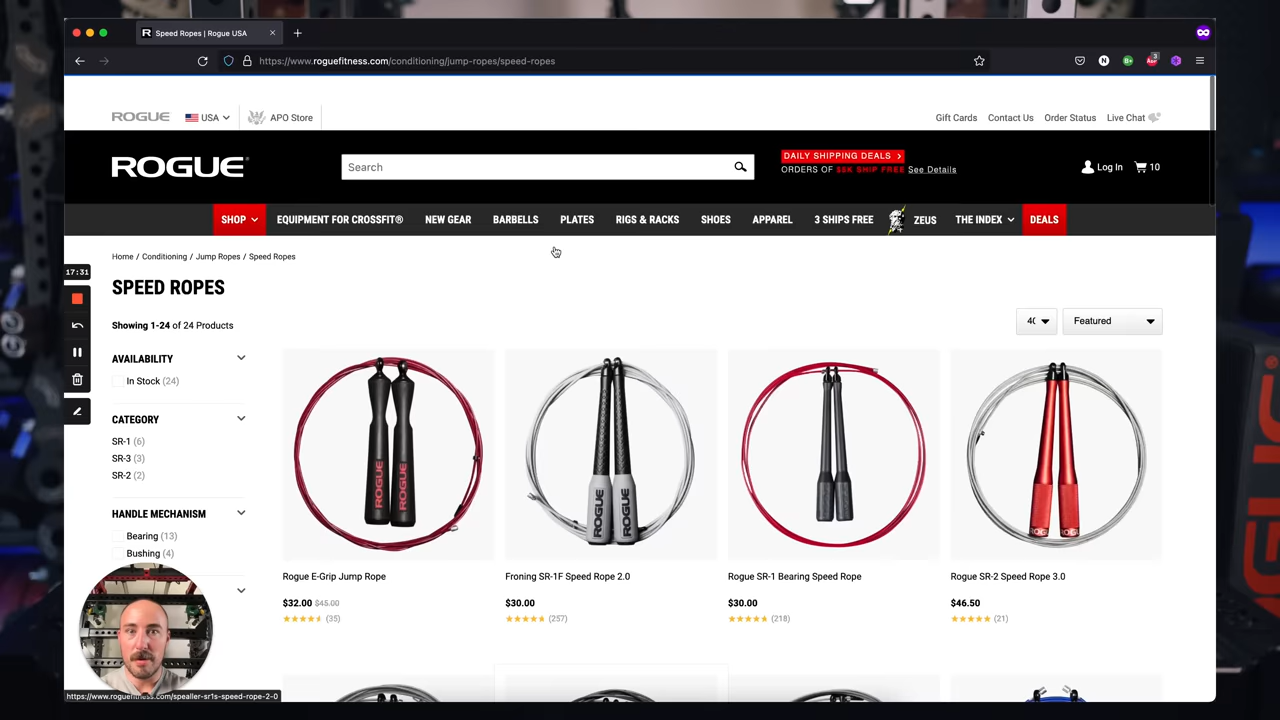 Speed Ropes | Rogue USA
https://www.roguefitness.com/conditioning/jump-ropes/speed-ropes
ROGUE USA APO Store Gift Cards Contact Us Order Status Live Chat
ROGUE Search DAILY SHIPPING DEALS > Log In 10
ORDERS OF $6K SHIP FREE See Details
SHOP EQUIPMENT FOR CROSSFIT® NEW GEAR BARBELLS PLATES RIGS & RACKS SHOES APPAREL 3 SHIPS FREE ZEUS THE INDEX DEALS
17:31
Home / Conditioning / Jump Ropes / Speed Ropes
SPEED ROPES
Showing 1-24 of 24 Products
Featured
AVAILABILITY
In Stock (24)
CATEGORY
SR-1 (6)
SR-3 (3)
SR-2 (2)
HANDLE MECHANISM
Bearing (13)
Bushing (4)
ROGUE ROGUE
ROGUE ROGUE
Rogue E-Grip Jump Rope
$32.00 $45.00
(35)
Froning SR-1F Speed Rope 2.0
$30.00
(257)
Rogue SR-1 Bearing Speed Rope
$30.00
(218)
Rogue SR-2 Speed Rope 3.0
$46.50
(21)
https://www.roguefitness.com/spealler-sr1s-speed-rope-2-0